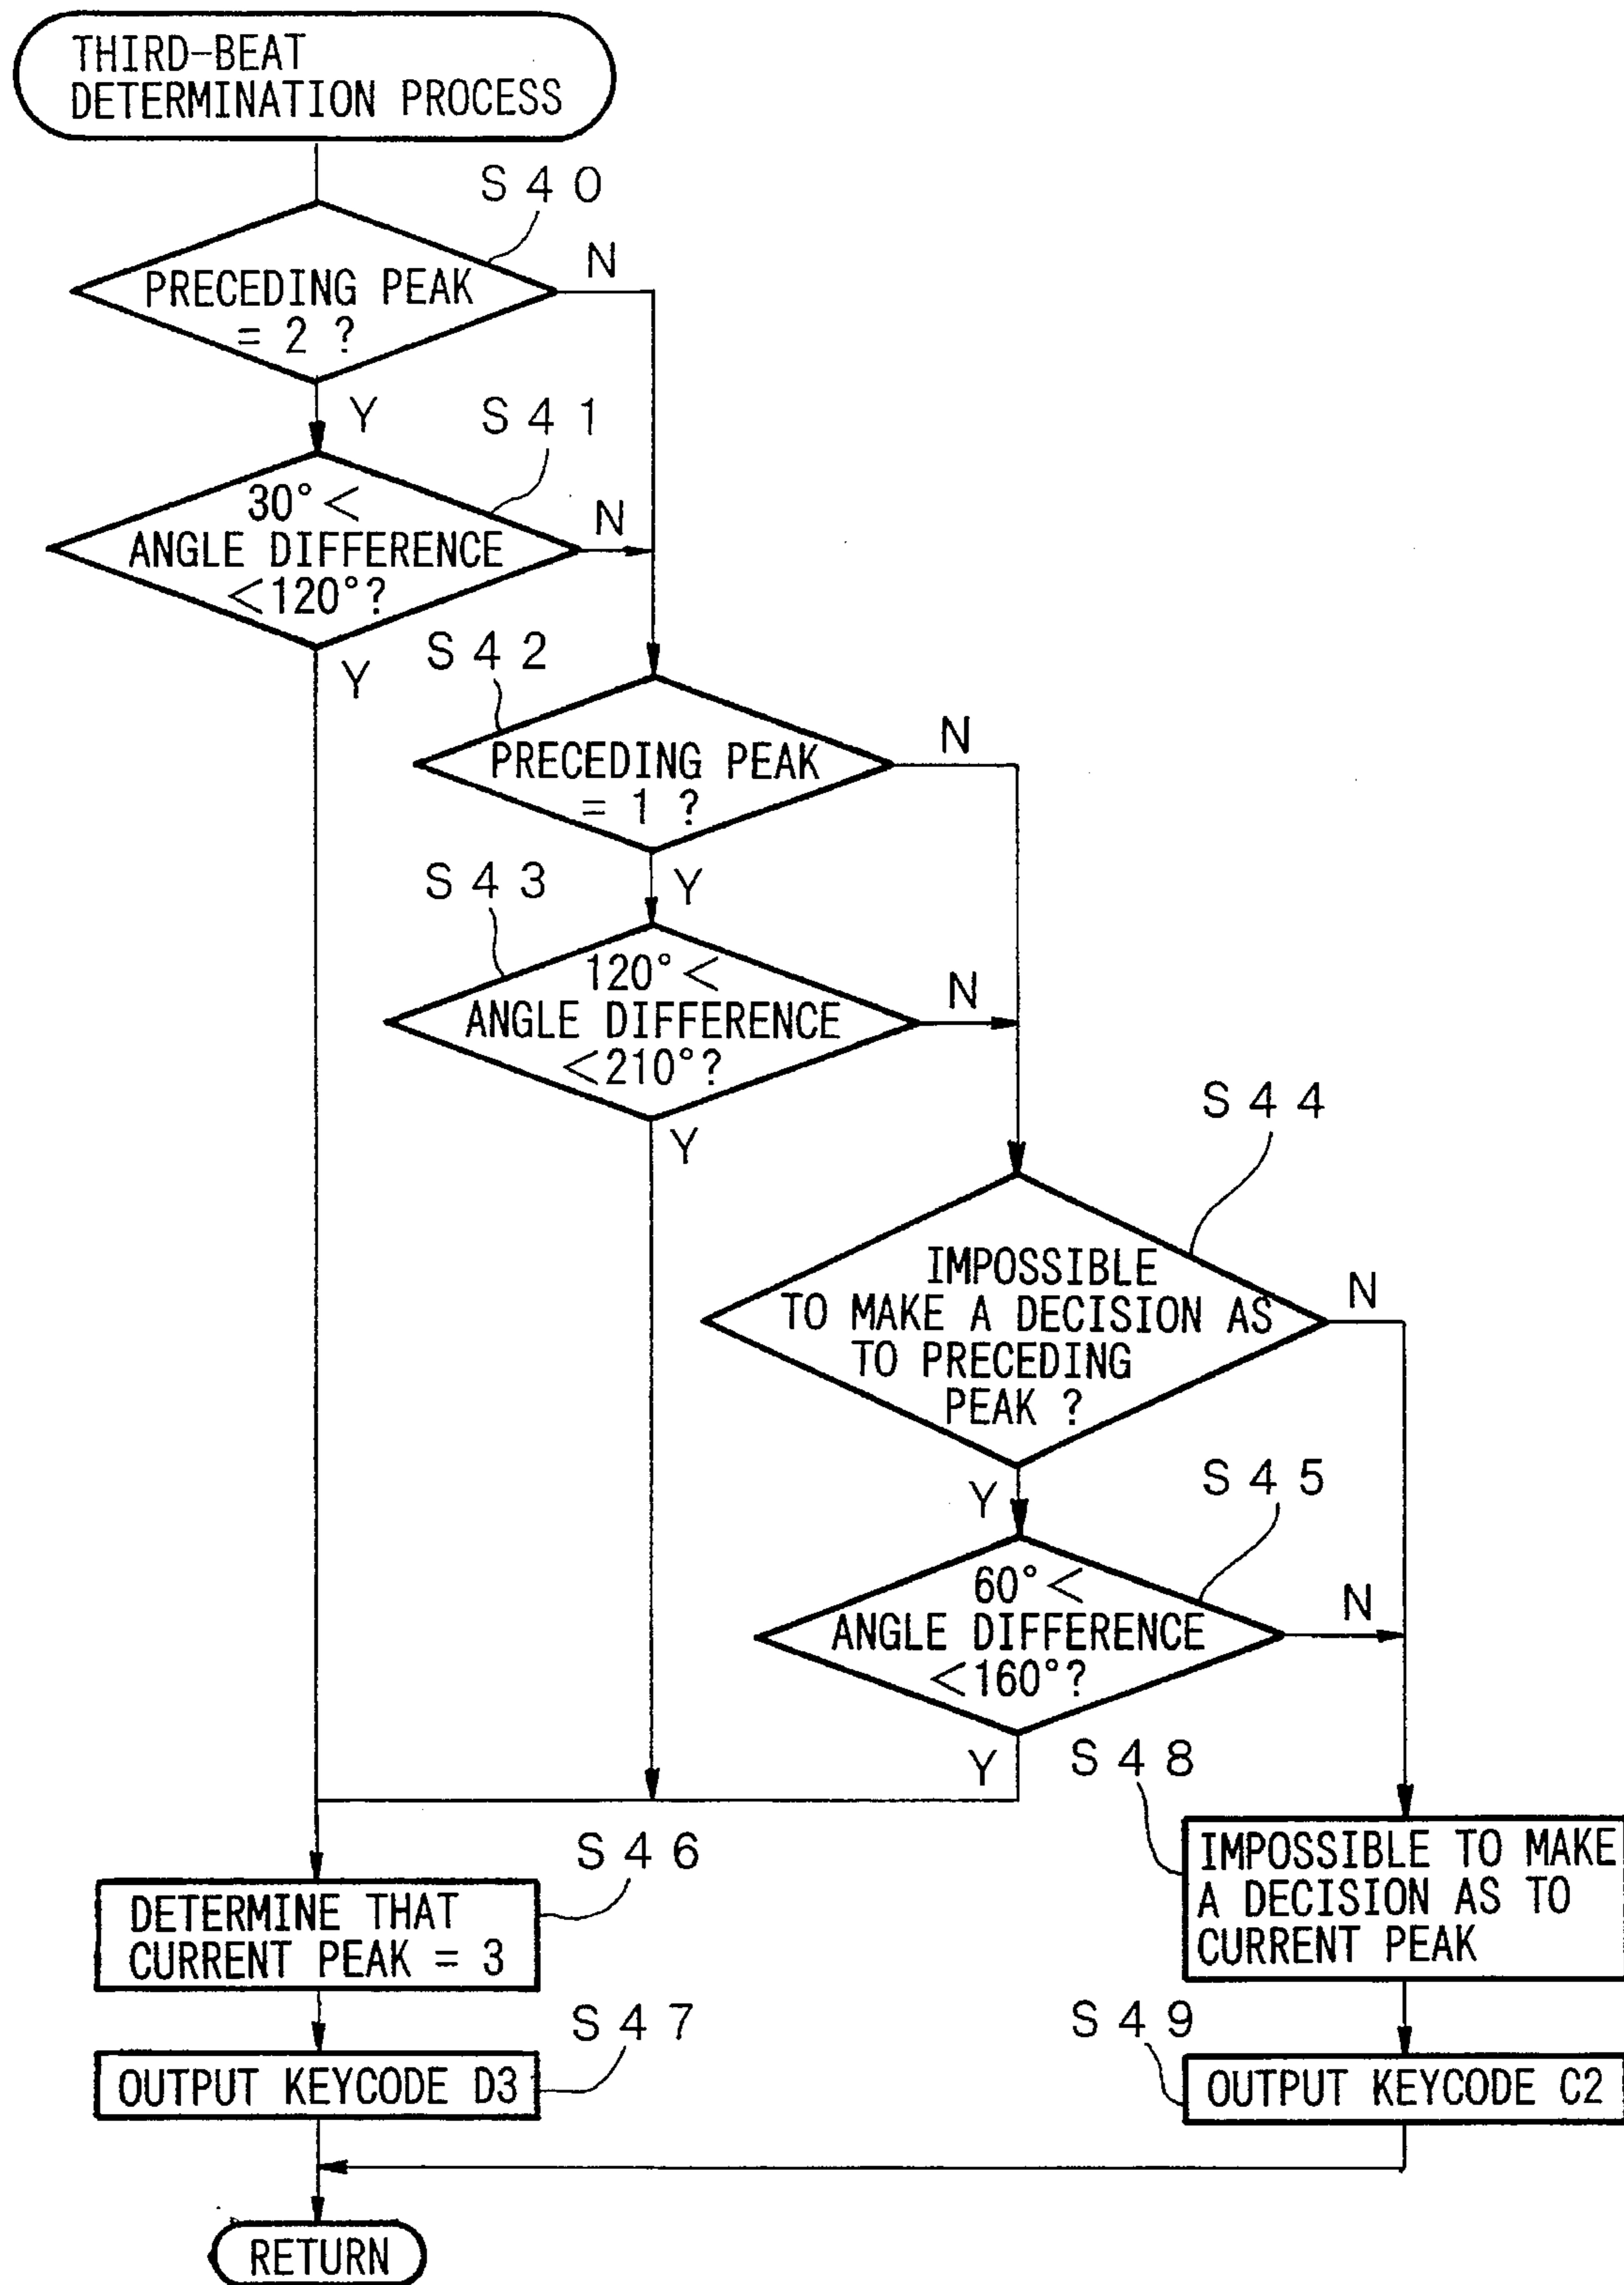 THIRD-BEAT
DETERMINATION PROCESS
S40
PRECEDING PEAK
= 2 ?
N
Y
S41
30° <
ANGLE DIFFERENCE
<120°?
N
Y
S42
PRECEDING PEAK
= 1 ?
N
Y
S43
120° <
ANGLE DIFFERENCE
<210°?
N
Y
S44
IMPOSSIBLE
TO MAKE A DECISION AS
TO PRECEDING
PEAK ?
N
Y
S45
60° <
ANGLE DIFFERENCE
<160°?
N
Y
S46
DETERMINE THAT
CURRENT PEAK = 3
S47
OUTPUT KEYCODE D3
S48
IMPOSSIBLE TO MAKE
A DECISION AS TO
CURRENT PEAK
S49
OUTPUT KEYCODE C2
RETURN